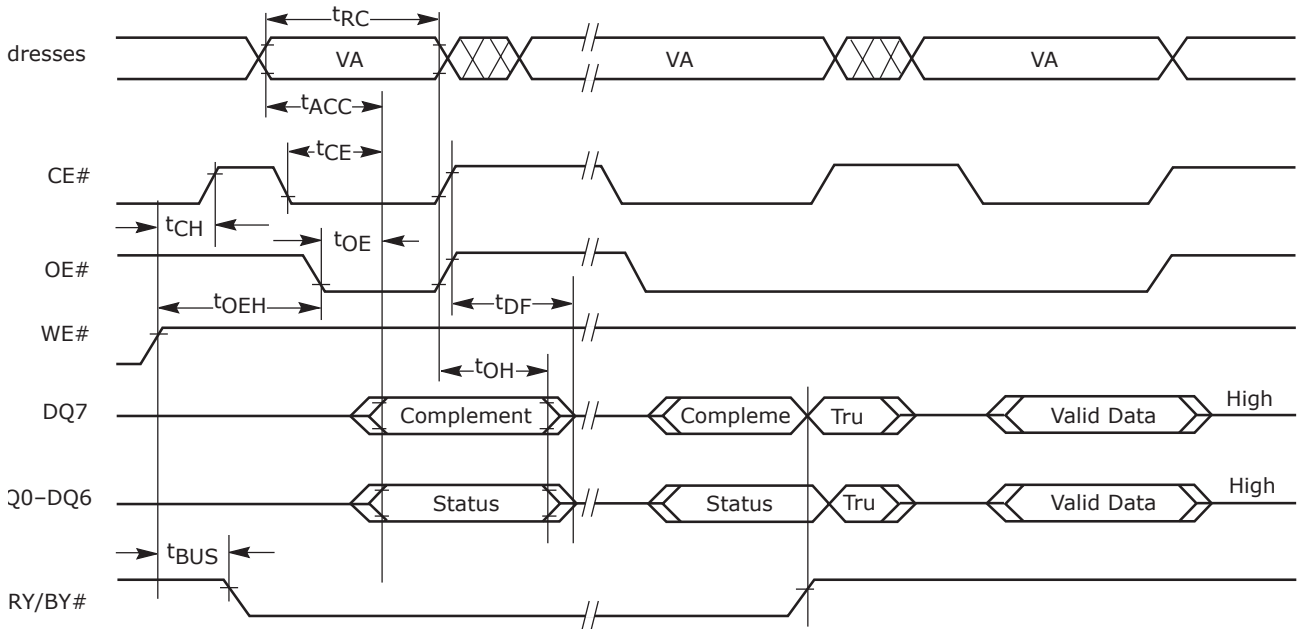 tRC
dresses VA VA VA
tACC
tCE
CE#
tCH
tOE
OE#
tOEH
tDF
WE#
tOH
DQ7 Complement Compleme Tru Valid Data High
Q0–DQ6 Status Status Tru Valid Data High
tBUS
RY/BY#